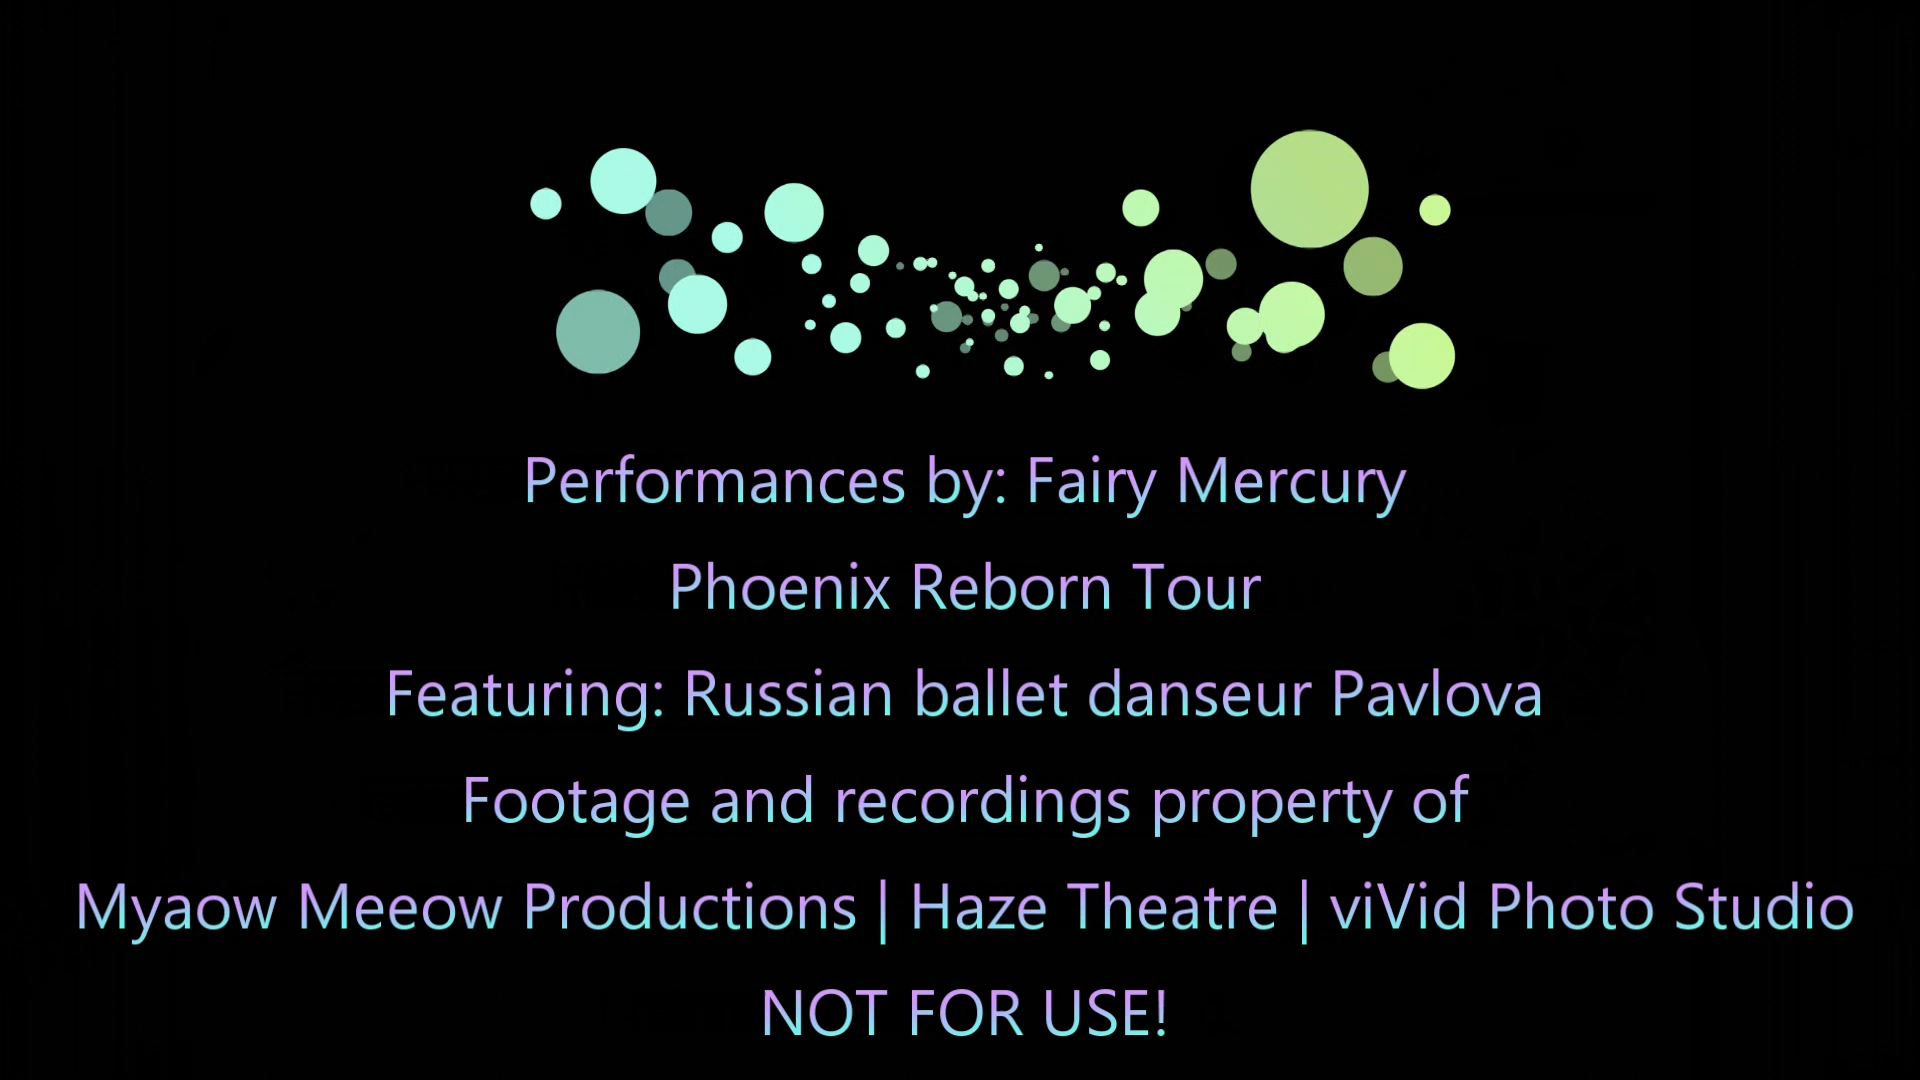 Performances by: Fairy Mercury
Phoenix Reborn Tour
Featuring: Russian ballet danseur Pavlova
Footage and recordings property of
Myaow Meeow Productions | Haze Theatre | viVid Photo Studio
NOT FOR USE!